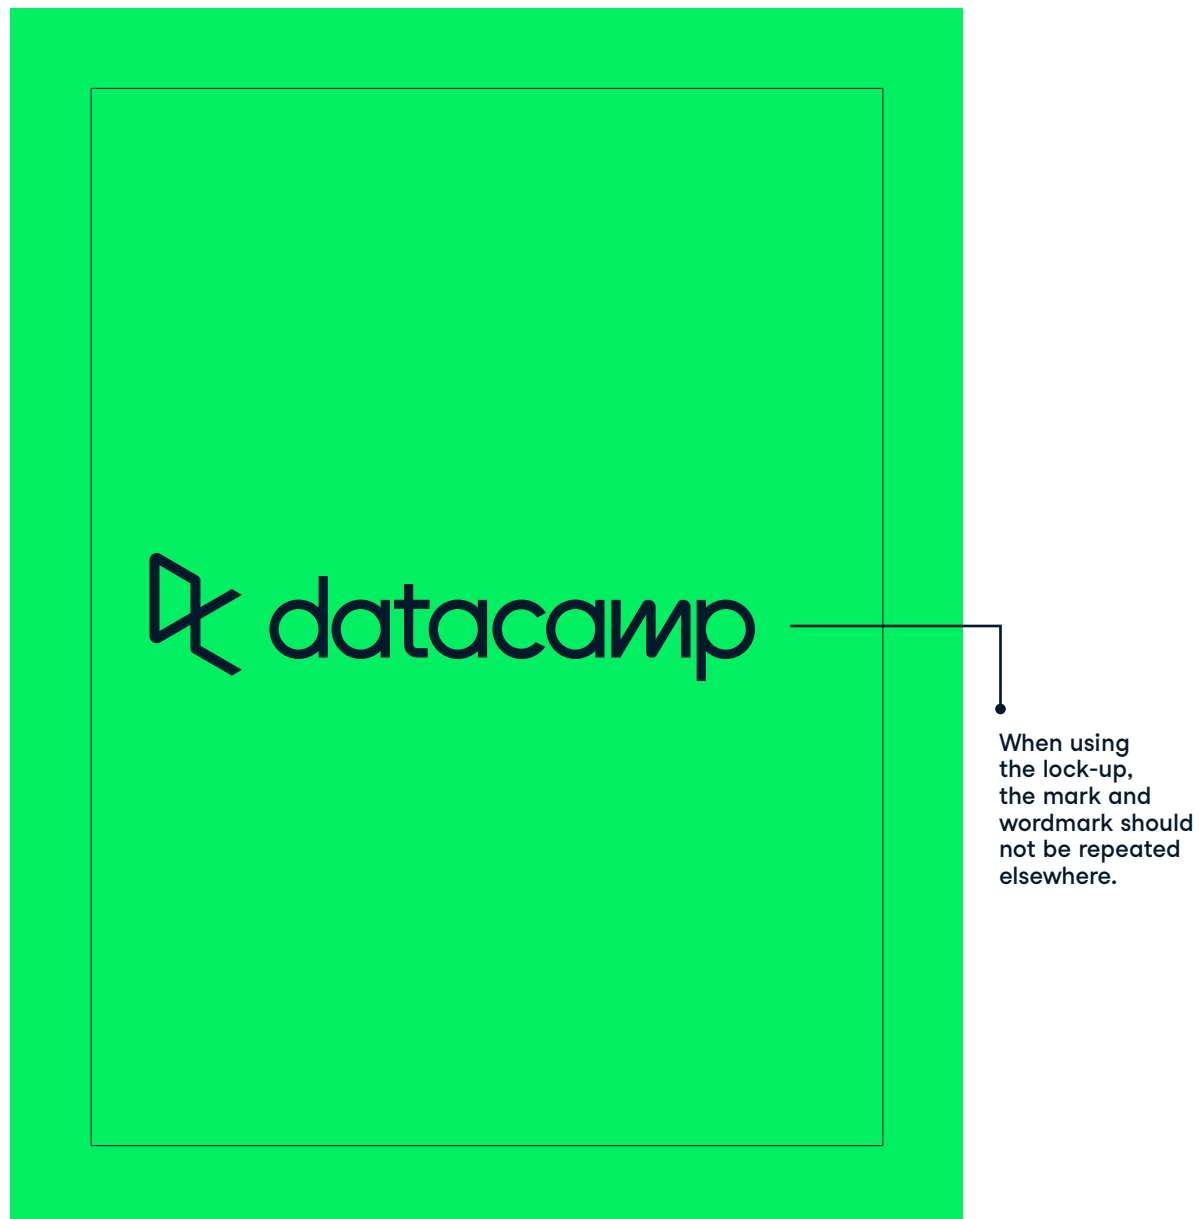 datacamp
When using
the lock-up,
the mark and
wordmark should
not be repeated
elsewhere.